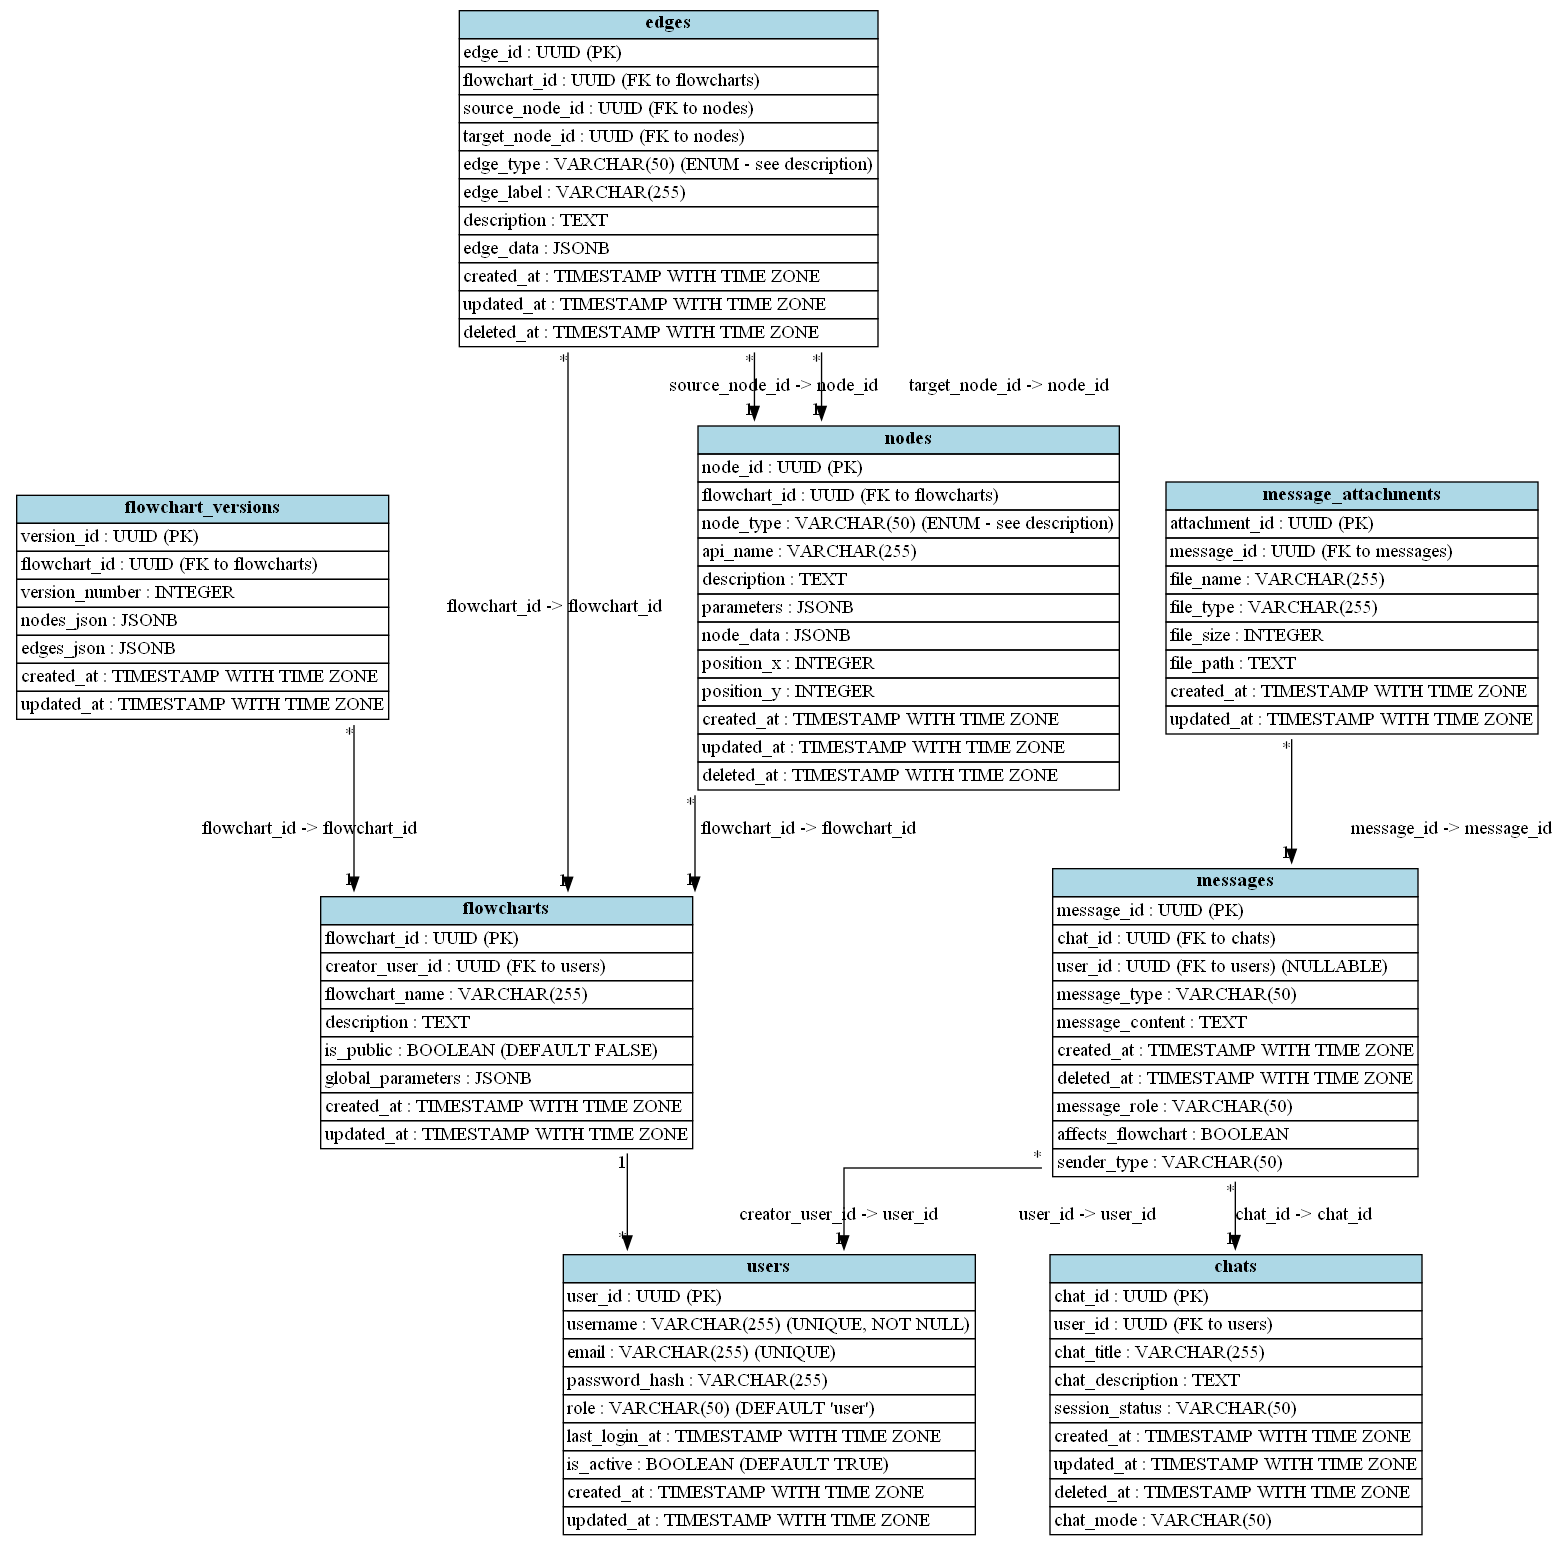 edges
edge_id : UUID (PK)
flowchart_id : UUID (FK to flowcharts)
source_node_id : UUID (FK to nodes)
target_node_id : UUID (FK to nodes)
edge_type : VARCHAR(50) (ENUM - see description)
edge_label : VARCHAR(255)
description : TEXT
edge_data : JSONB
created_at : TIMESTAMP WITH TIME ZONE
updated_at : TIMESTAMP WITH TIME ZONE
deleted_at : TIMESTAMP WITH TIME ZONE
* * *
source_node_id -> node_id target_node_id -> node_id
1 1
nodes
node_id : UUID (PK)
flowchart_id : UUID (FK to flowcharts)
node_type : VARCHAR(50) (ENUM - see description)
api_name : VARCHAR(255)
description : TEXT
parameters : JSONB
node_data : JSONB
position_x : INTEGER
position_y : INTEGER
created_at : TIMESTAMP WITH TIME ZONE
updated_at : TIMESTAMP WITH TIME ZONE
deleted_at : TIMESTAMP WITH TIME ZONE
*
flowchart_versions
version_id : UUID (PK)
flowchart_id : UUID (FK to flowcharts)
version_number : INTEGER
nodes_json : JSONB
edges_json : JSONB
created_at : TIMESTAMP WITH TIME ZONE
updated_at : TIMESTAMP WITH TIME ZONE
*
flowchart_id -> flowchart_id
message_attachments
attachment_id : UUID (PK)
message_id : UUID (FK to messages)
file_name : VARCHAR(255)
file_type : VARCHAR(255)
file_size : INTEGER
file_path : TEXT
created_at : TIMESTAMP WITH TIME ZONE
updated_at : TIMESTAMP WITH TIME ZONE
*
flowchart_id -> flowchart_id
flowchart_id -> flowchart_id
message_id -> message_id
1
1 1 1
flowcharts
flowchart_id : UUID (PK)
creator_user_id : UUID (FK to users)
flowchart_name : VARCHAR(255)
description : TEXT
is_public : BOOLEAN (DEFAULT FALSE)
global_parameters : JSONB
created_at : TIMESTAMP WITH TIME ZONE
updated_at : TIMESTAMP WITH TIME ZONE
1
messages
message_id : UUID (PK)
chat_id : UUID (FK to chats)
user_id : UUID (FK to users) (NULLABLE)
message_type : VARCHAR(50)
message_content : TEXT
created_at : TIMESTAMP WITH TIME ZONE
deleted_at : TIMESTAMP WITH TIME ZONE
message_role : VARCHAR(50)
affects_flowchart : BOOLEAN
sender_type : VARCHAR(50)
* *
creator_user_id -> user_id
user_id -> user_id
chat_id -> chat_id
* 1 1
users
user_id : UUID (PK)
username : VARCHAR(255) (UNIQUE, NOT NULL)
email : VARCHAR(255) (UNIQUE)
password_hash : VARCHAR(255)
role : VARCHAR(50) (DEFAULT 'user')
last_login_at : TIMESTAMP WITH TIME ZONE
is_active : BOOLEAN (DEFAULT TRUE)
created_at : TIMESTAMP WITH TIME ZONE
updated_at : TIMESTAMP WITH TIME ZONE
chats
chat_id : UUID (PK)
user_id : UUID (FK to users)
chat_title : VARCHAR(255)
chat_description : TEXT
session_status : VARCHAR(50)
created_at : TIMESTAMP WITH TIME ZONE
updated_at : TIMESTAMP WITH TIME ZONE
deleted_at : TIMESTAMP WITH TIME ZONE
chat_mode : VARCHAR(50)